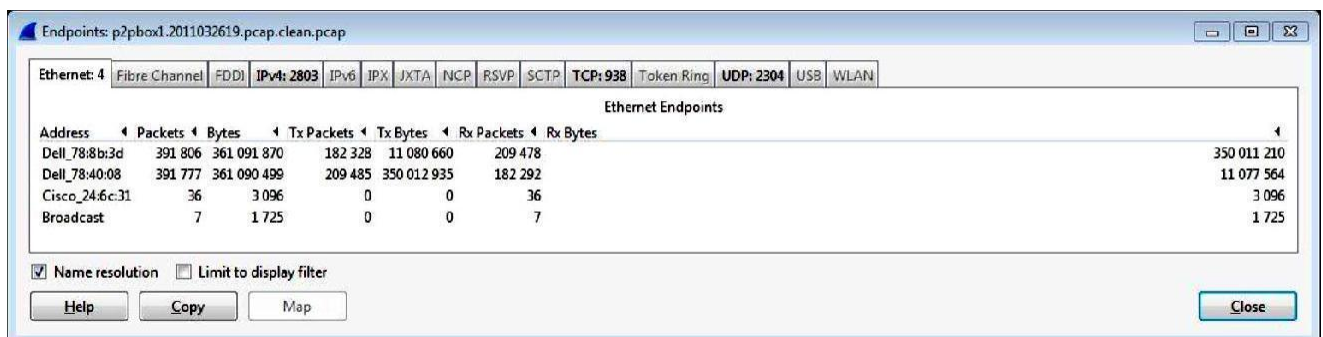 Endpoints: p2pbox1.2011032619.pcap.clean.pcap
Ethernet: 4 Fibre Channel FDDI IPv4: 2803 IPv6 IPX JXTA NCP RSVP SCTP TCP: 938 Token Ring UDP: 2304 USB WLAN
Ethernet Endpoints
Address Packets Bytes Tx Packets Tx Bytes Rx Packets Rx Bytes
Dell_78:8b:3d 391 806 361 091 870 182 328 11 080 660 209 478 350 011 210
Dell_78:40:08 391 777 361 090 499 209 485 350 012 935 182 292 11 077 564
Cisco_24:6c:31 36 3 096 0 0 36 3 096
Broadcast 7 1 725 0 0 7 1 725
Name resolution Limit to display filter
Help Copy Map Close